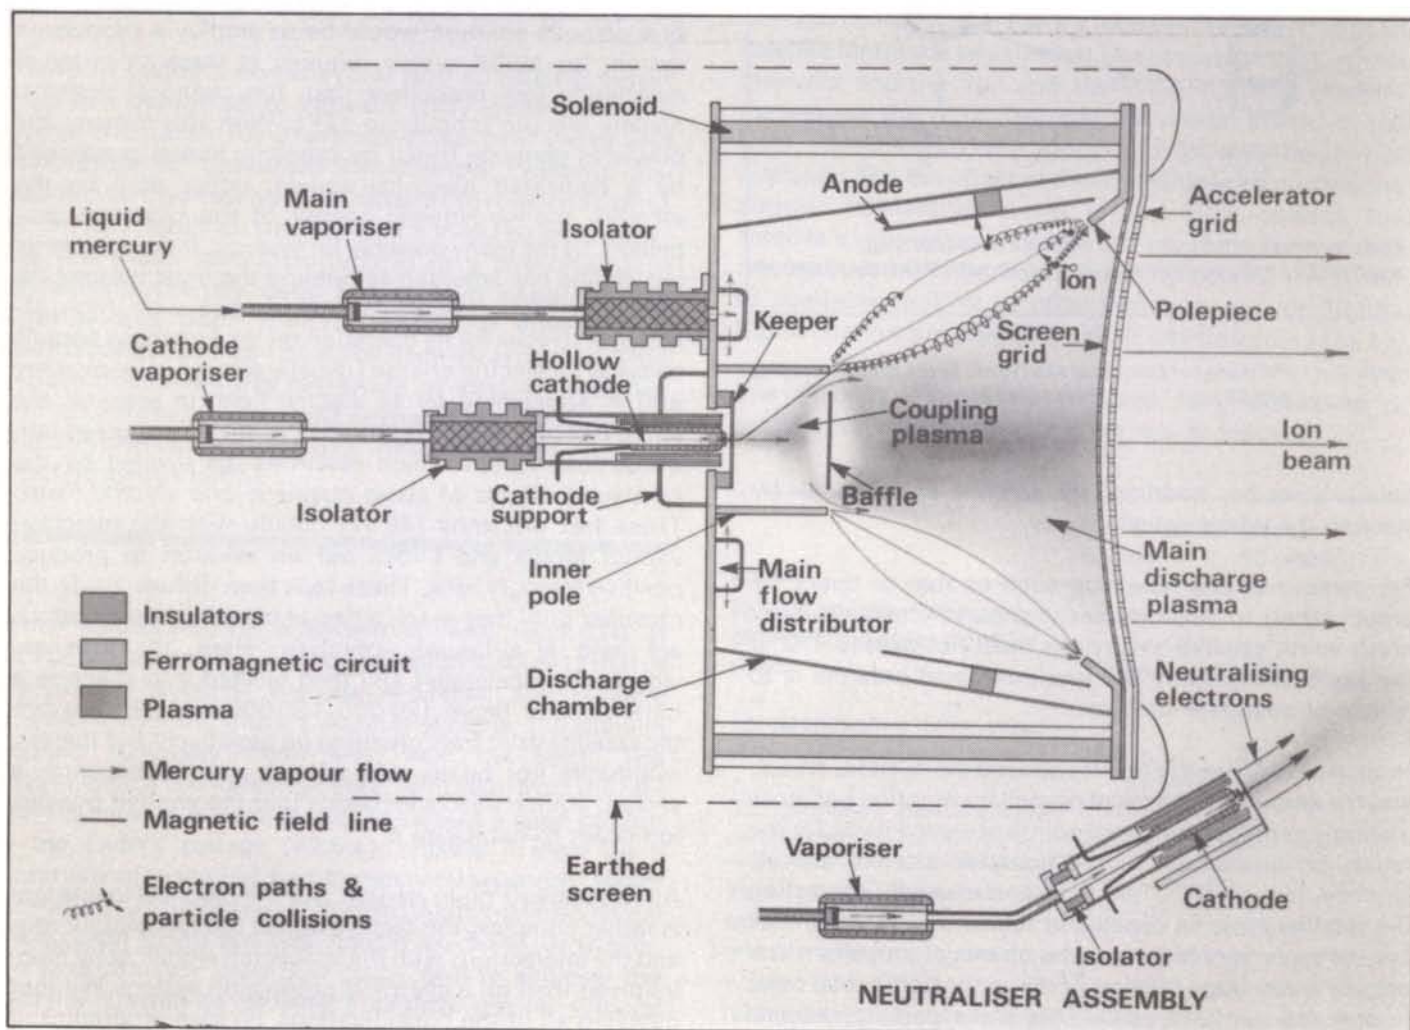 Solenoid
Anode
Accelerator
grid
Main
vaporiser
Isolator
Liquid
mercury
Ion
Polepiece
Keeper
Screen
grid
Cathode
vaporiser
Hollow
cathode
Coupling
plasma
Ion
beam
Isolator
Cathode
support
Baffle
Inner
pole
Main
flow
distributor
Main
discharge
plasma
Discharge
chamber
Neutralising
electrons
Insulators
Ferromagnetic circuit
Plasma
Mercury vapour flow
Magnetic field line
Electron paths &
particle collisions
Earthed
screen
Vaporiser
Cathode
Isolator
NEUTRALISER ASSEMBLY